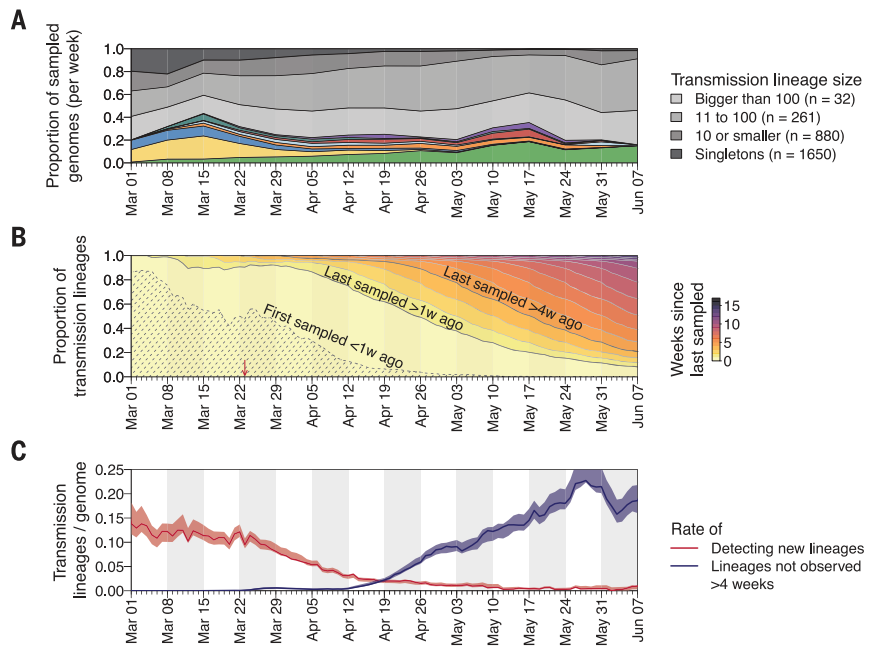 A
Proportion of sampled
genomes (per week)
1.0
0.8
0.6
0.4
0.2
0.0
Mar 01
Mar 08
Mar 15
Mar 22
Mar 29
Apr 05
Apr 12
Apr 19
Apr 26
May 03
May 10
May 17
May 24
May 31
Jun 07
Transmission lineage size
Bigger than 100 (n = 32)
11 to 100 (n = 261)
10 or smaller (n = 880)
Singletons (n = 1650)
B
Proportion of
transmission lineages
1.0
0.8
0.6
0.4
0.2
0.0
First sampled <1w ago
Last sampled >1w ago
Last sampled >4w ago
Mar 01
Mar 08
Mar 15
Mar 22
Mar 29
Apr 05
Apr 12
Apr 19
Apr 26
May 03
May 10
May 17
May 24
May 31
Jun 07
Weeks since
last sampled
15
10
5
0
C
Transmission
lineages / genome
0.25
0.20
0.15
0.10
0.05
0.00
Mar 01
Mar 08
Mar 15
Mar 22
Mar 29
Apr 05
Apr 12
Apr 19
Apr 26
May 03
May 10
May 17
May 24
May 31
Jun 07
Rate of
Detecting new lineages
Lineages not observed
>4 weeks